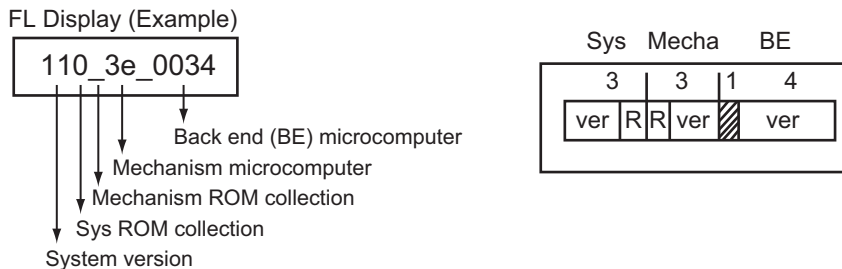 FL Display (Example)
110_3e_0034
Back end (BE) microcomputer
Mechanism microcomputer
Mechanism ROM collection
Sys ROM collection
System version
Sys Mecha BE
3 3 1 4
ver R R ver ver